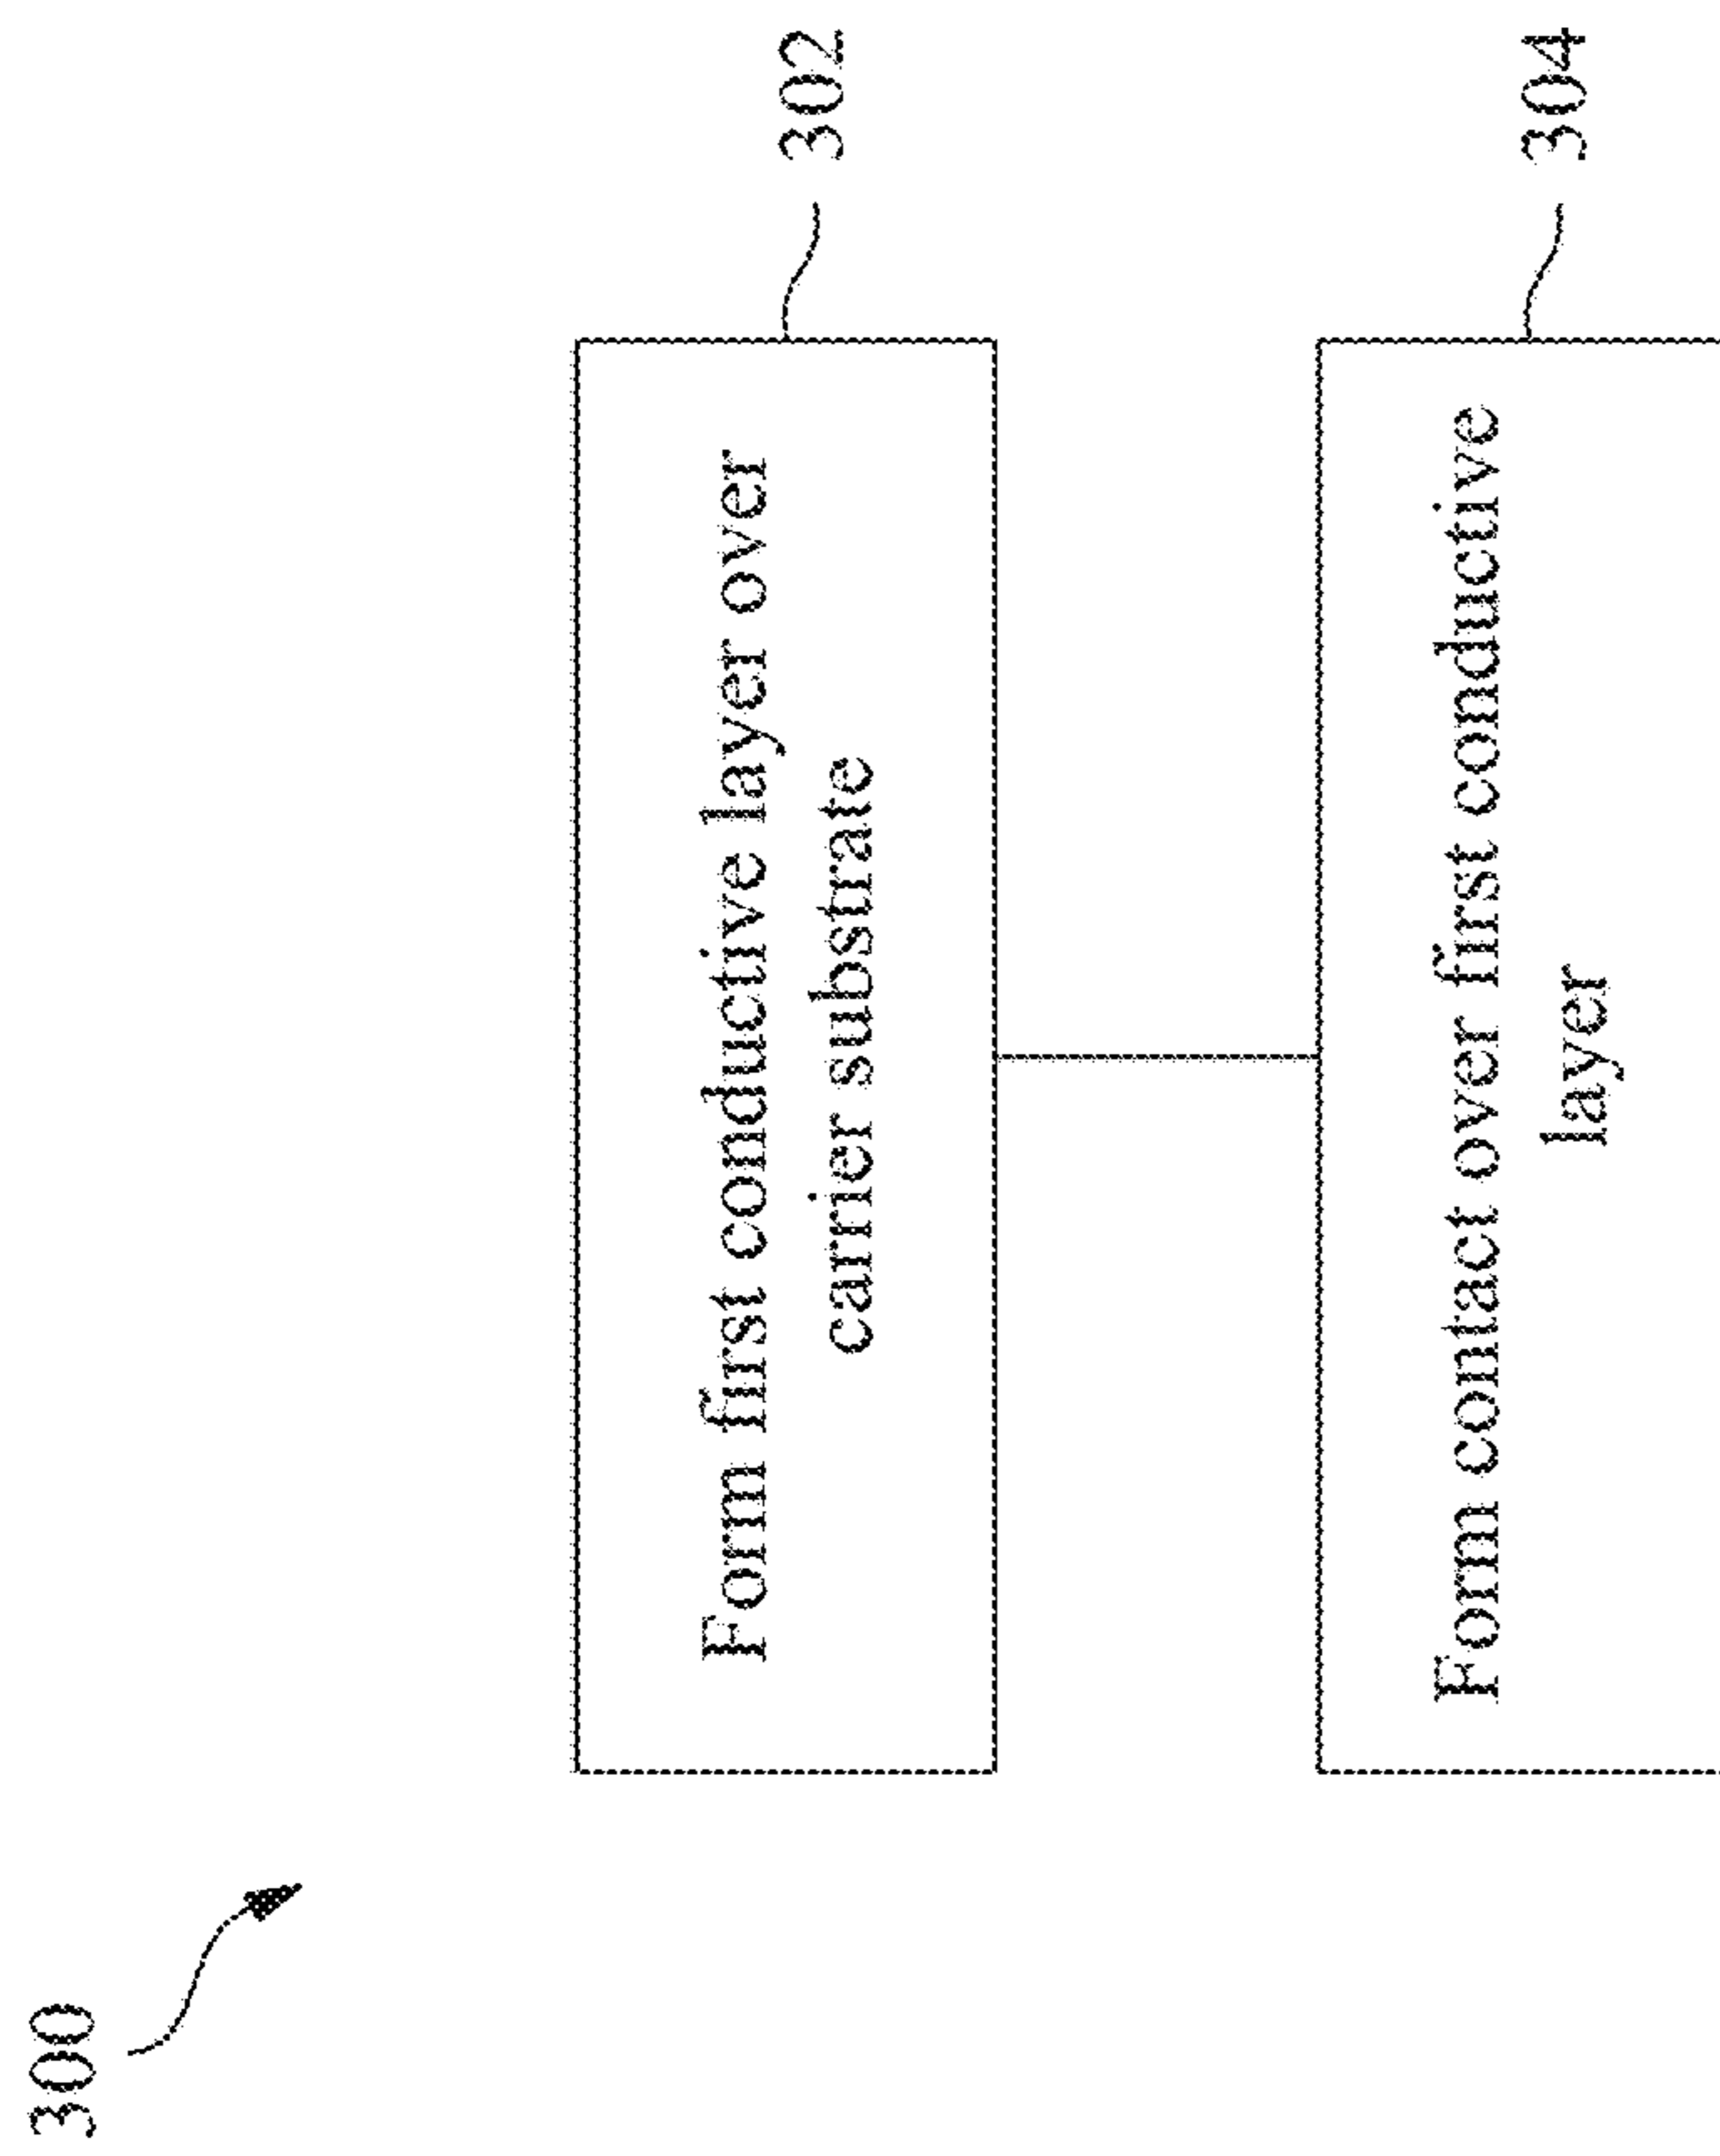 300
Form first conductive layer over
carrier substrate
302
Form contact over first conductive
layer
304